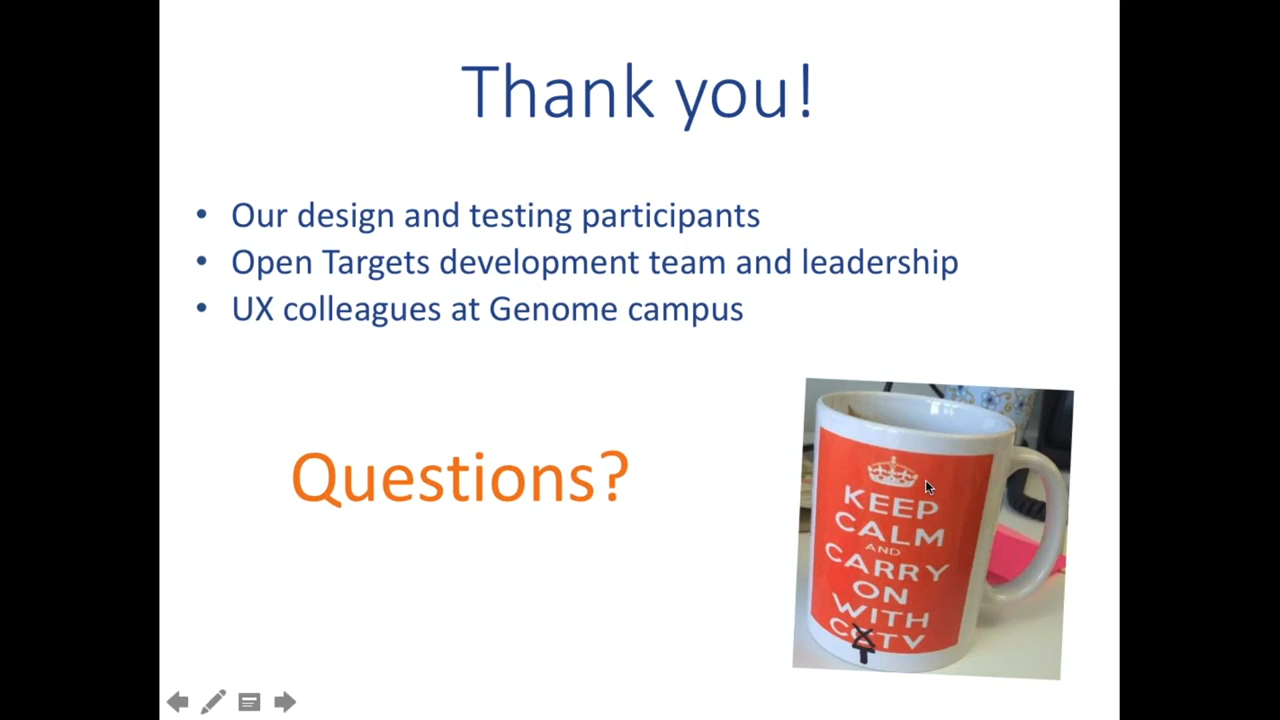 Thank you!
• Our design and testing participants
• Open Targets development team and leadership
• UX colleagues at Genome campus
Questions?
KEEP
CALM
AND
CARRY
ON
WITH
CCTV